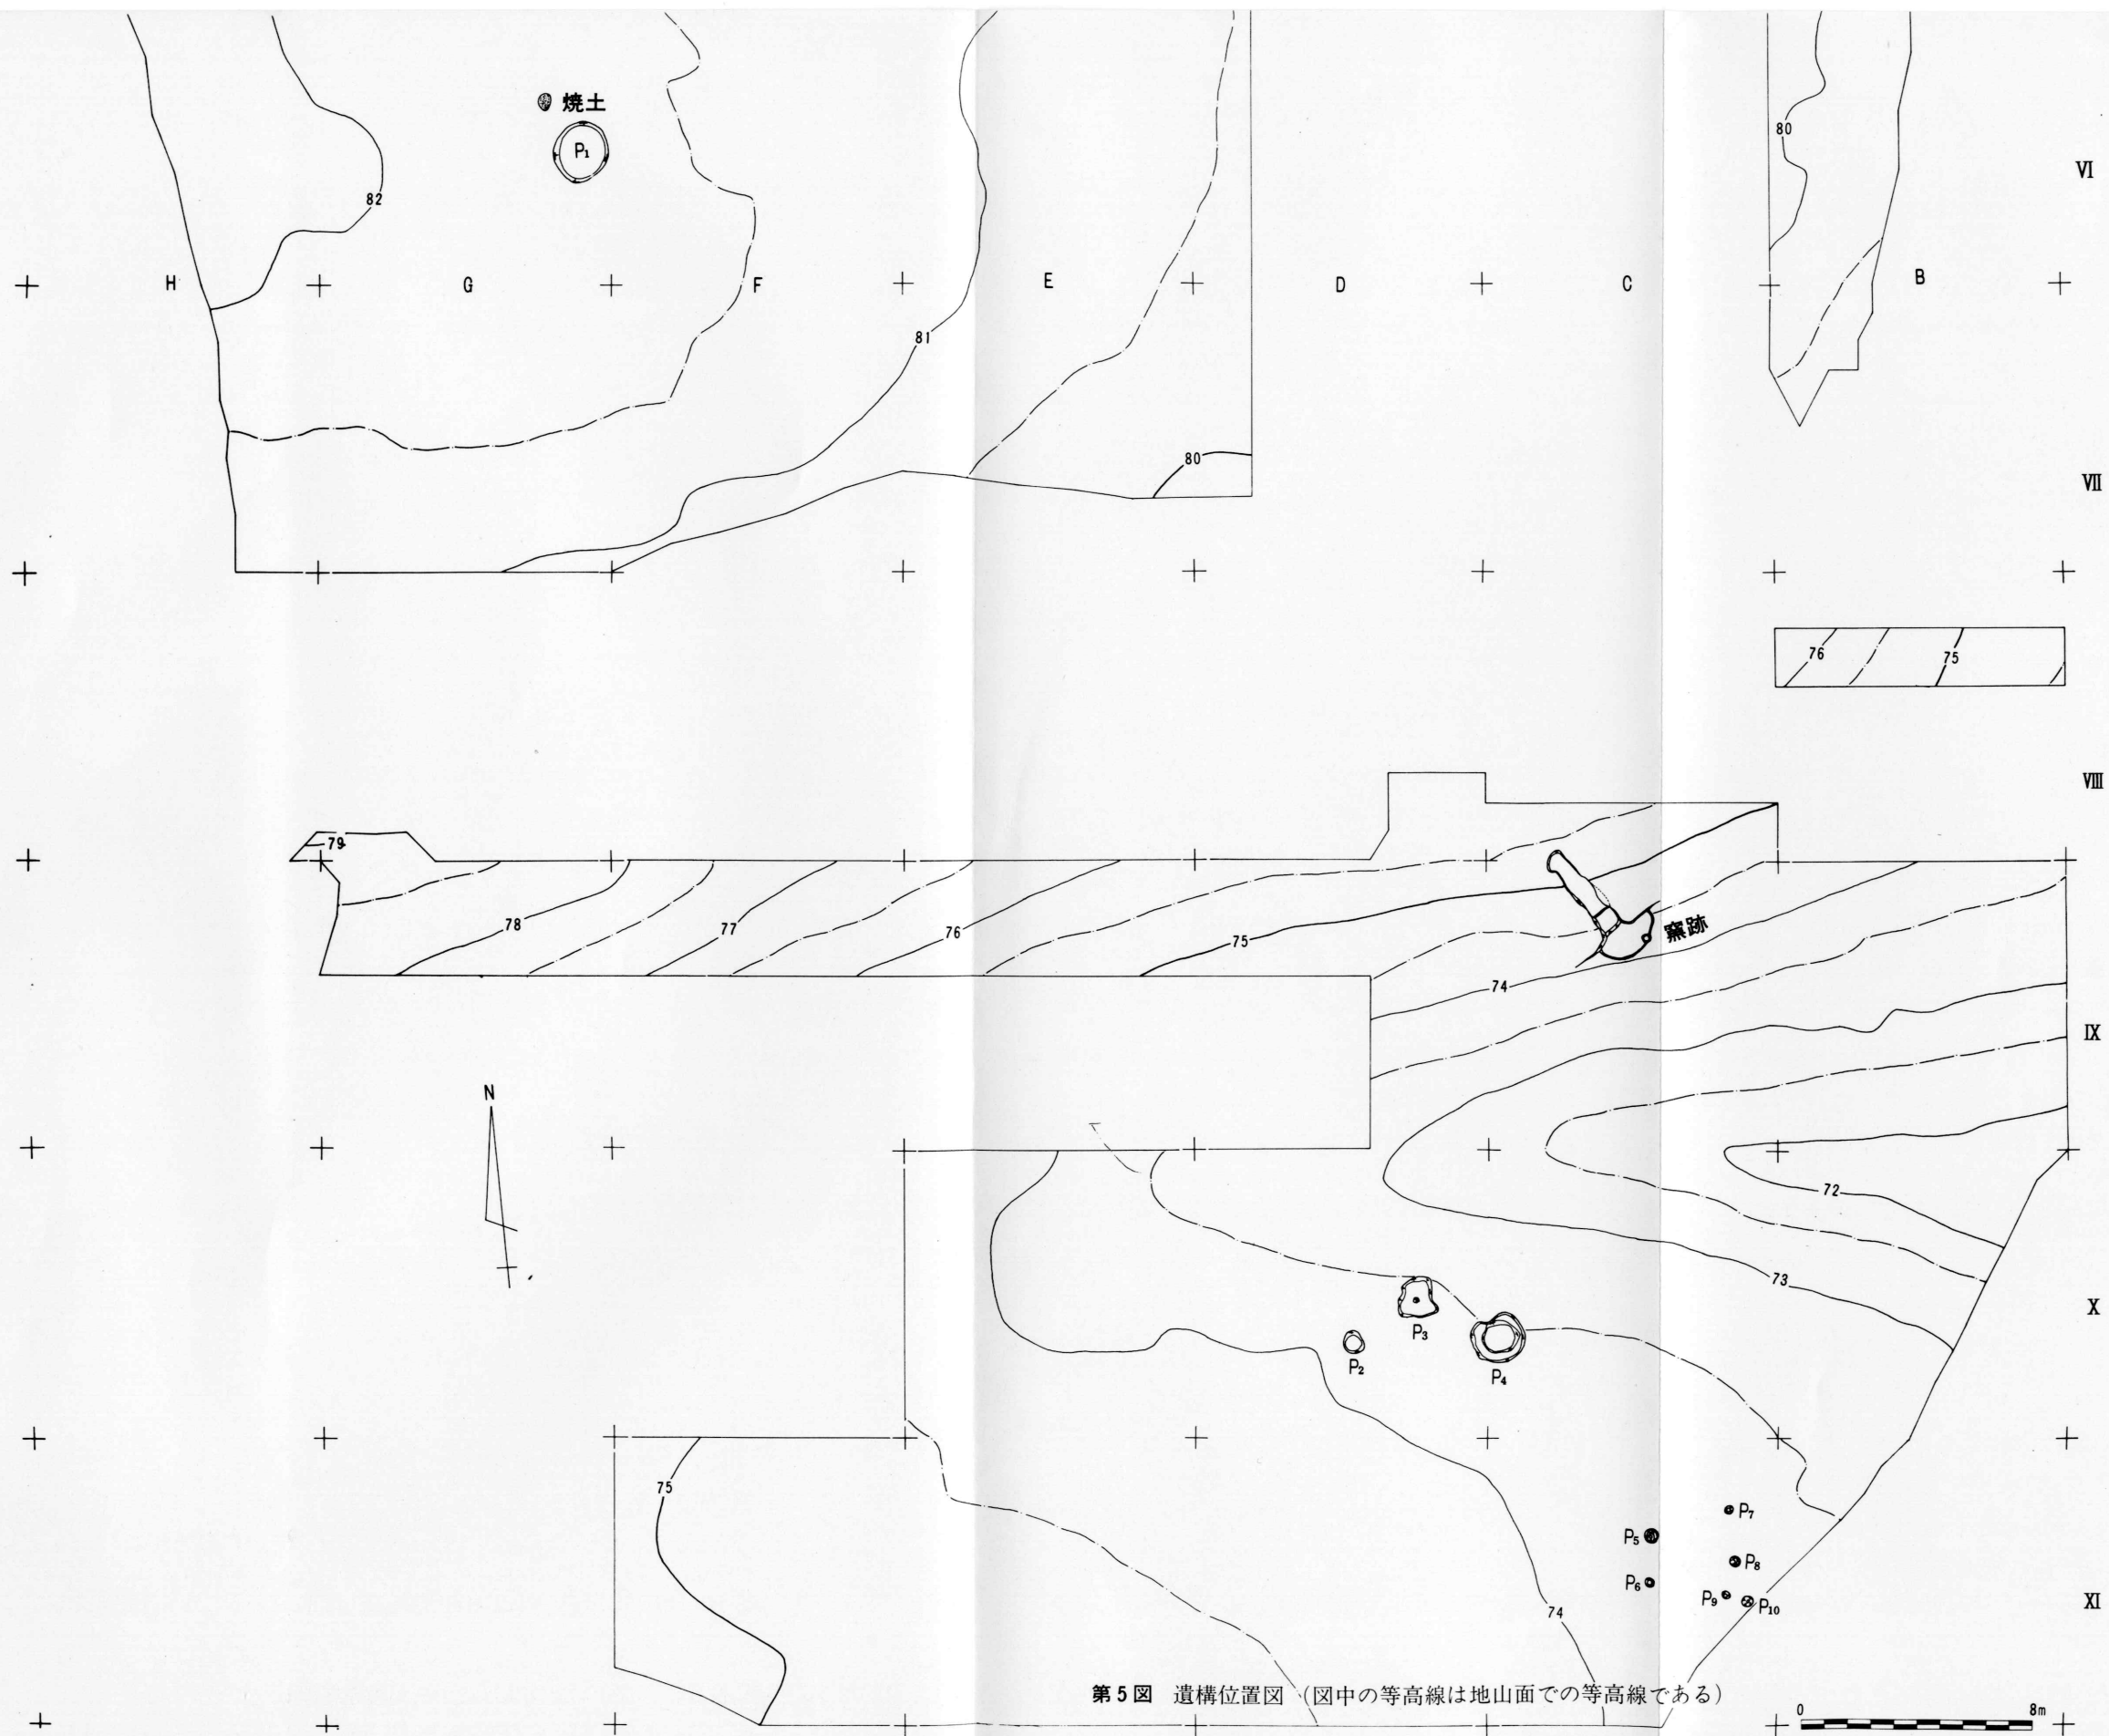 焼土
P₁
80
VI
82
H
G
F
E
D
C
B
81
80
VII
76
75
VIII
79
78
77
76
75
窯跡
74
IX
N
72
73
X
P₃
P₂
P₄
75
P₇
P₅
P₈
P₆
P₉
P₁₀
74
XI
第5図 遺構位置図 (図中の等高線は地山面での等高線である)
0 8m